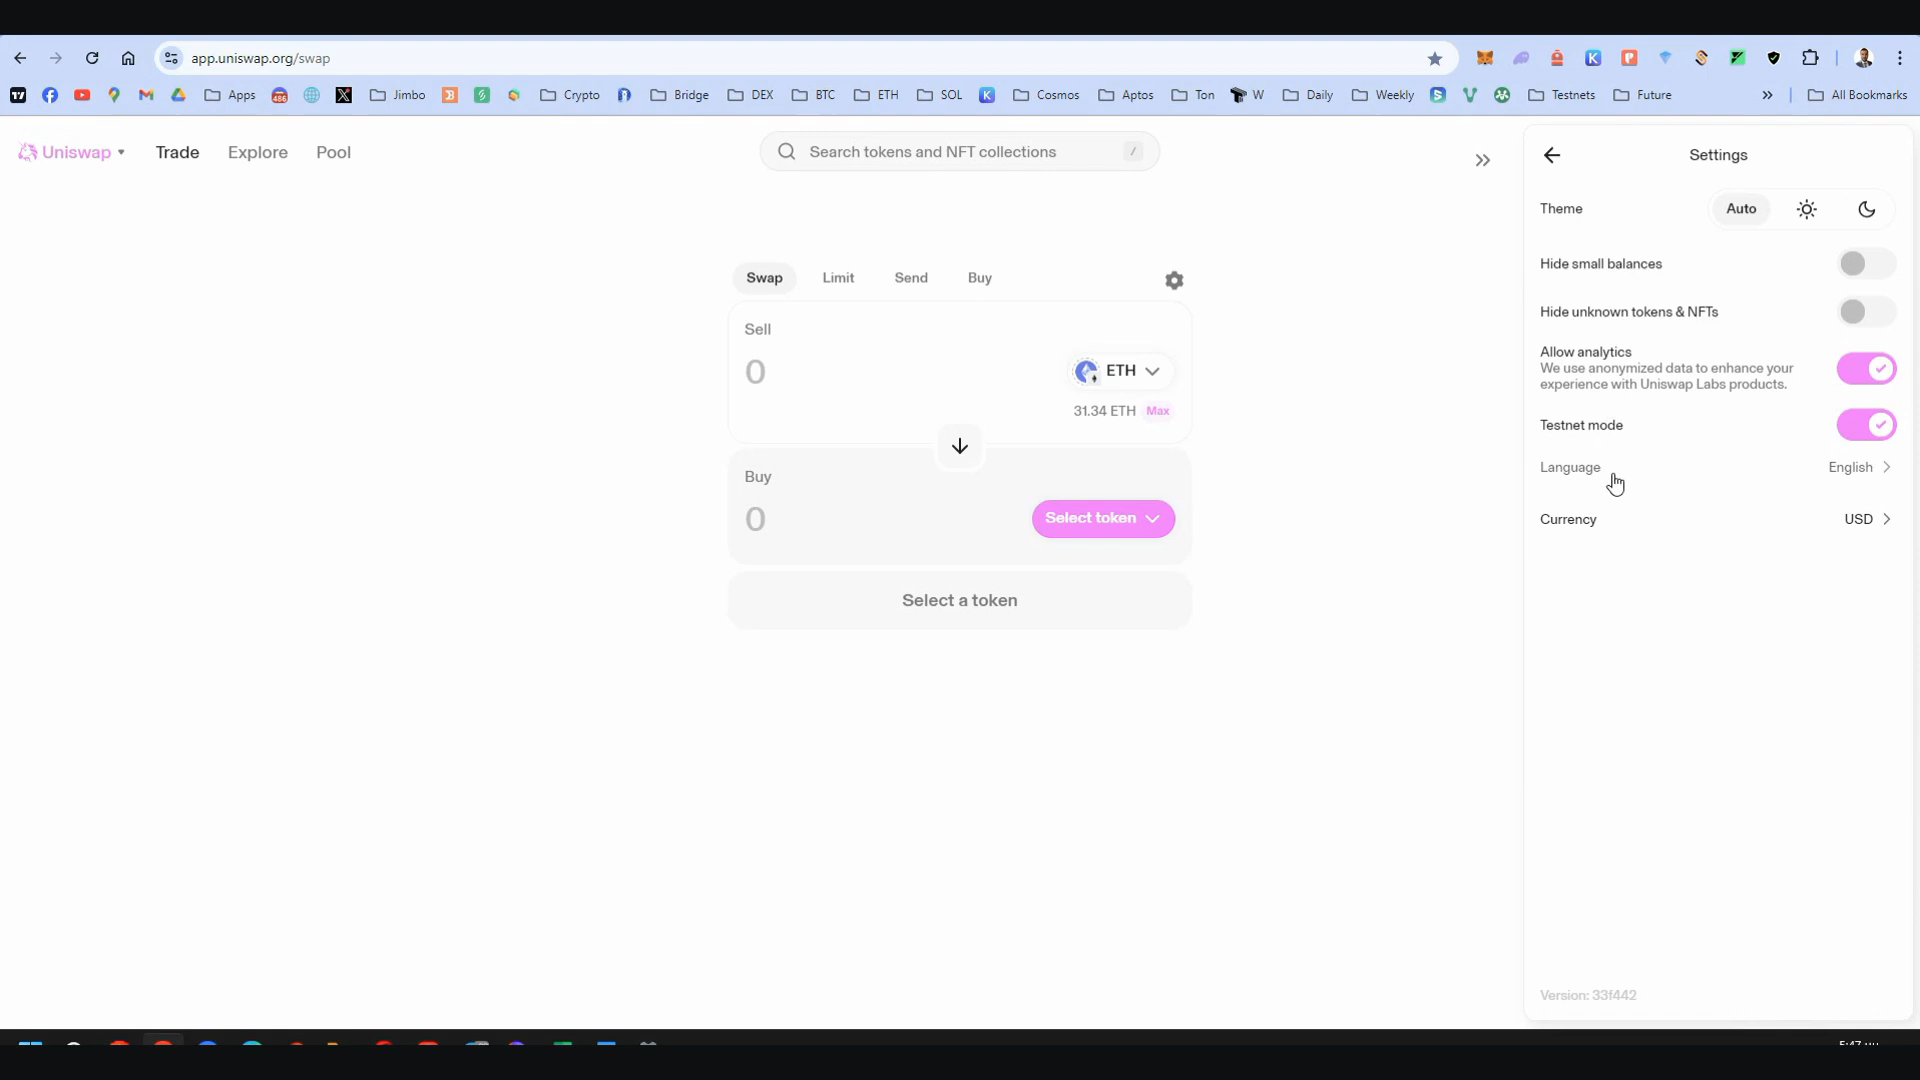 app.uniswap.org/swap
Apps
Jimbo
Crypto
Bridge
DEX
BTC
ETH
SOL
Cosmos
Aptos
Ton
W
Daily
Weekly
Testnets
Future
All Bookmarks
Uniswap
Trade
Explore
Pool
Search tokens and NFT collections
/
Swap
Limit
Send
Buy
Sell
0
ETH
31.34 ETH Max
Buy
0
Select token
Select a token
Settings
Theme
Auto
Hide small balances
Hide unknown tokens & NFTs
Allow analytics
We use anonymized data to enhance your
experience with Uniswap Labs products.
Testnet mode
Language
English
Currency
USD
Version: 33f442